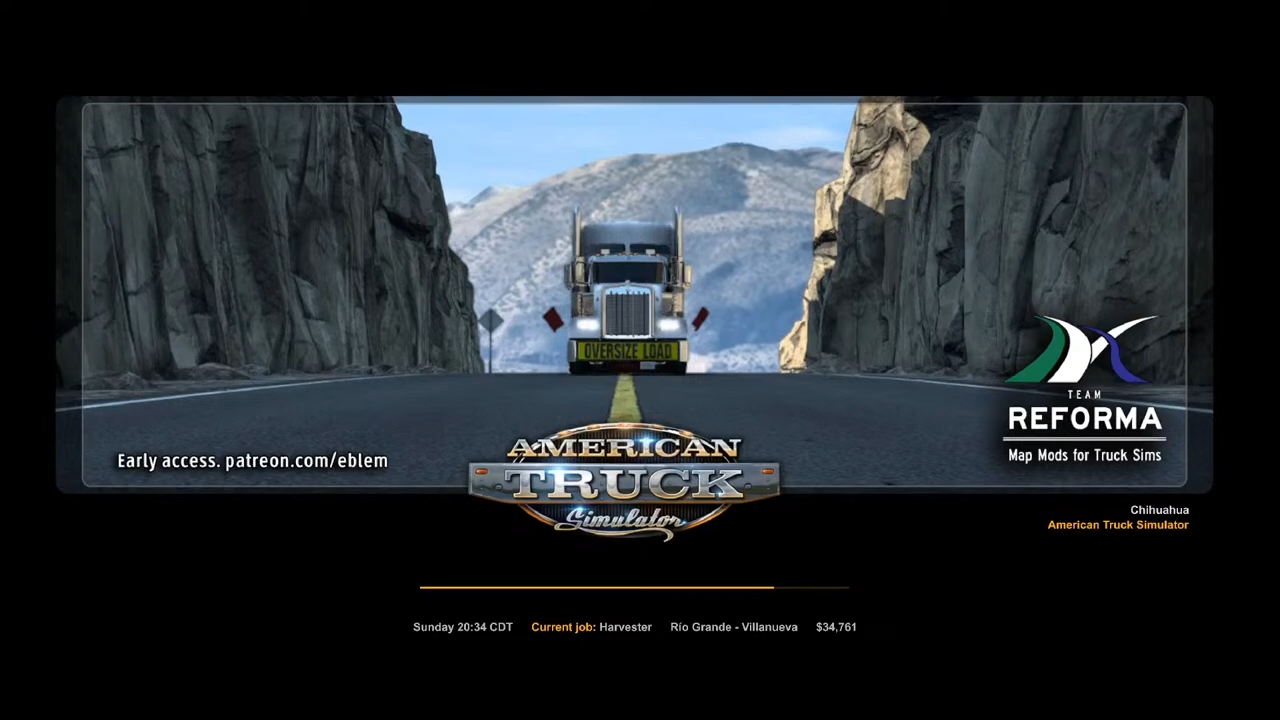 OVERSIZE LOAD
TEAM
REFORMA
Map Mods for Truck Sims
Early access. patreon.com/eblem
AMERICAN
TRUCK
Simulator
Chihuahua
American Truck Simulator
Sunday 20:34 CDT Current job: Harvester Río Grande - Villanueva $34,761